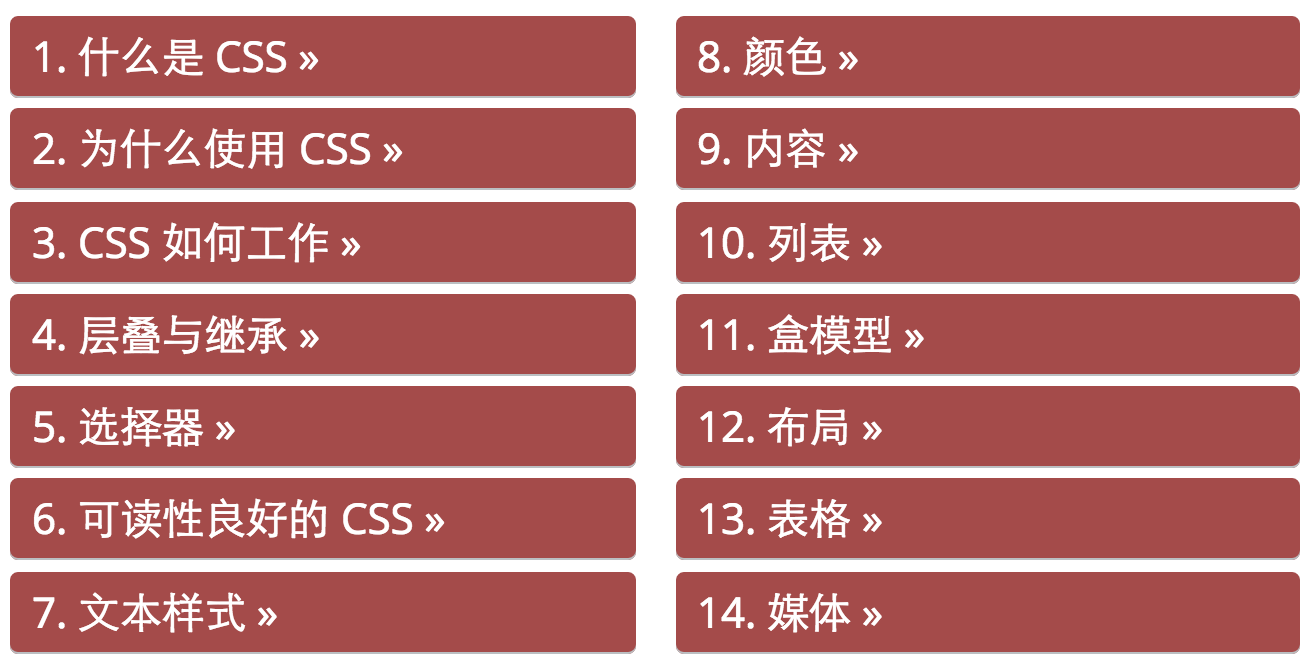 1. 什么是 CSS »
2. 为什么使用 CSS »
3. CSS 如何工作 »
4. 层叠与继承 »
5. 选择器 »
6. 可读性良好的 CSS »
7. 文本样式 »
8. 颜色 »
9. 内容 »
10. 列表 »
11. 盒模型 »
12. 布局 »
13. 表格 »
14. 媒体 »